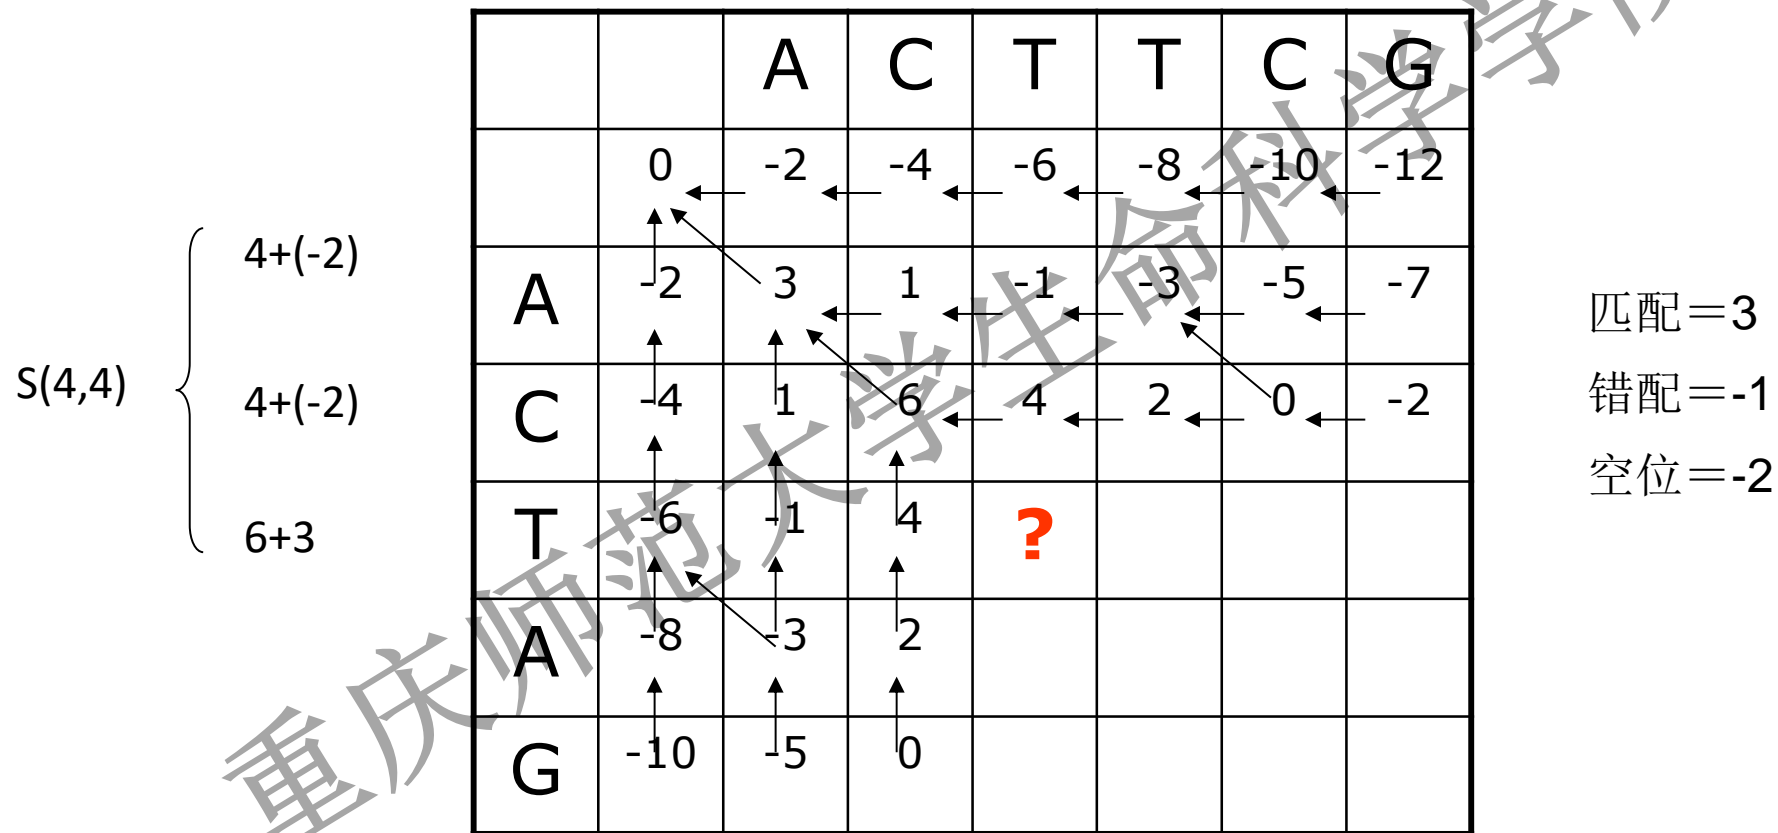 A C T T C G
0 -2 -4 -6 -8 -10 -12
A -2 3 1 -1 -3 -5 -7
C -4 1 6 4 2 0 -2
T -6 -1 4 ?
A -8 -3 2
G -10 -5 0
S(4,4)
4+(-2)
4+(-2)
6+3
匹配＝3
错配＝-1
空位＝-2
重庆师范大学生命科学学院